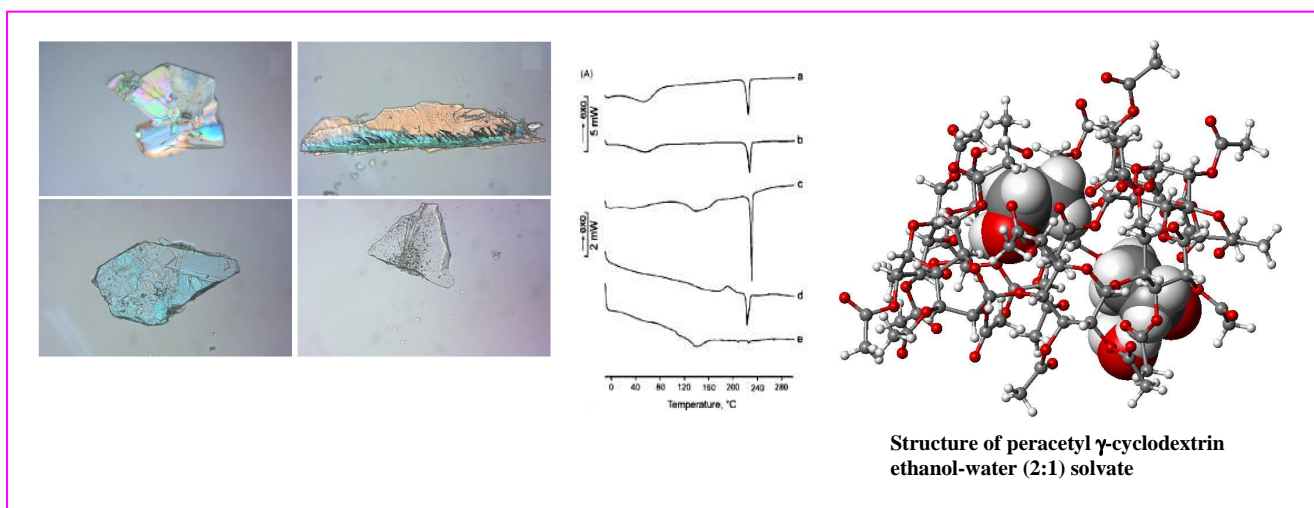 (A)
exo
5 mW
a
b
c
exo
2 mW
d
e
0 40 80 120 160 200 240 280
Temperature, °C
Structure of peracetyl γ-cyclodextrin
ethanol-water (2:1) solvate